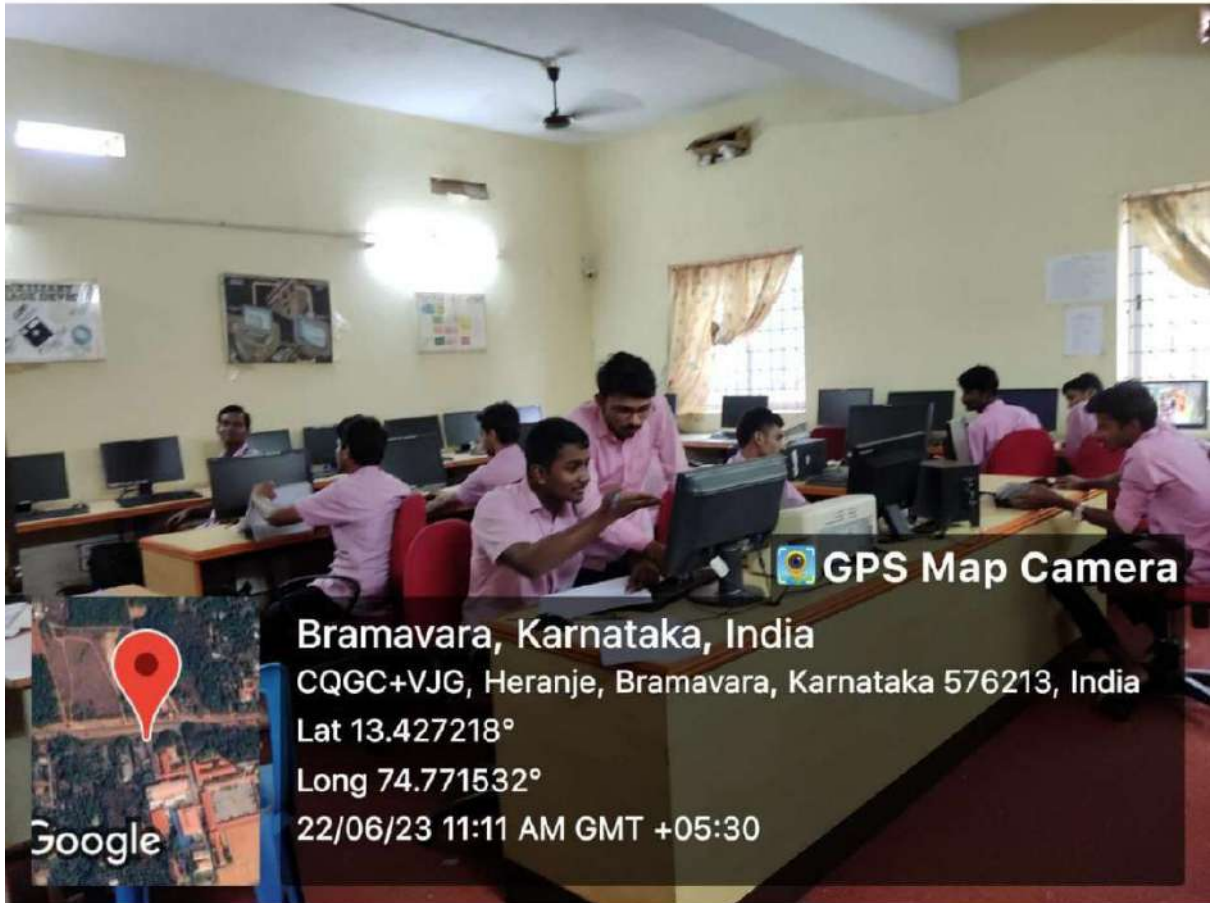 AUXILIARY
GPS Map Camera
Bramavara, Karnataka, India
CQGC+VJG, Heranje, Bramavara, Karnataka 576213, India
Lat 13.427218°
Long 74.771532°
22/06/23 11:11 AM GMT +05:30
Google